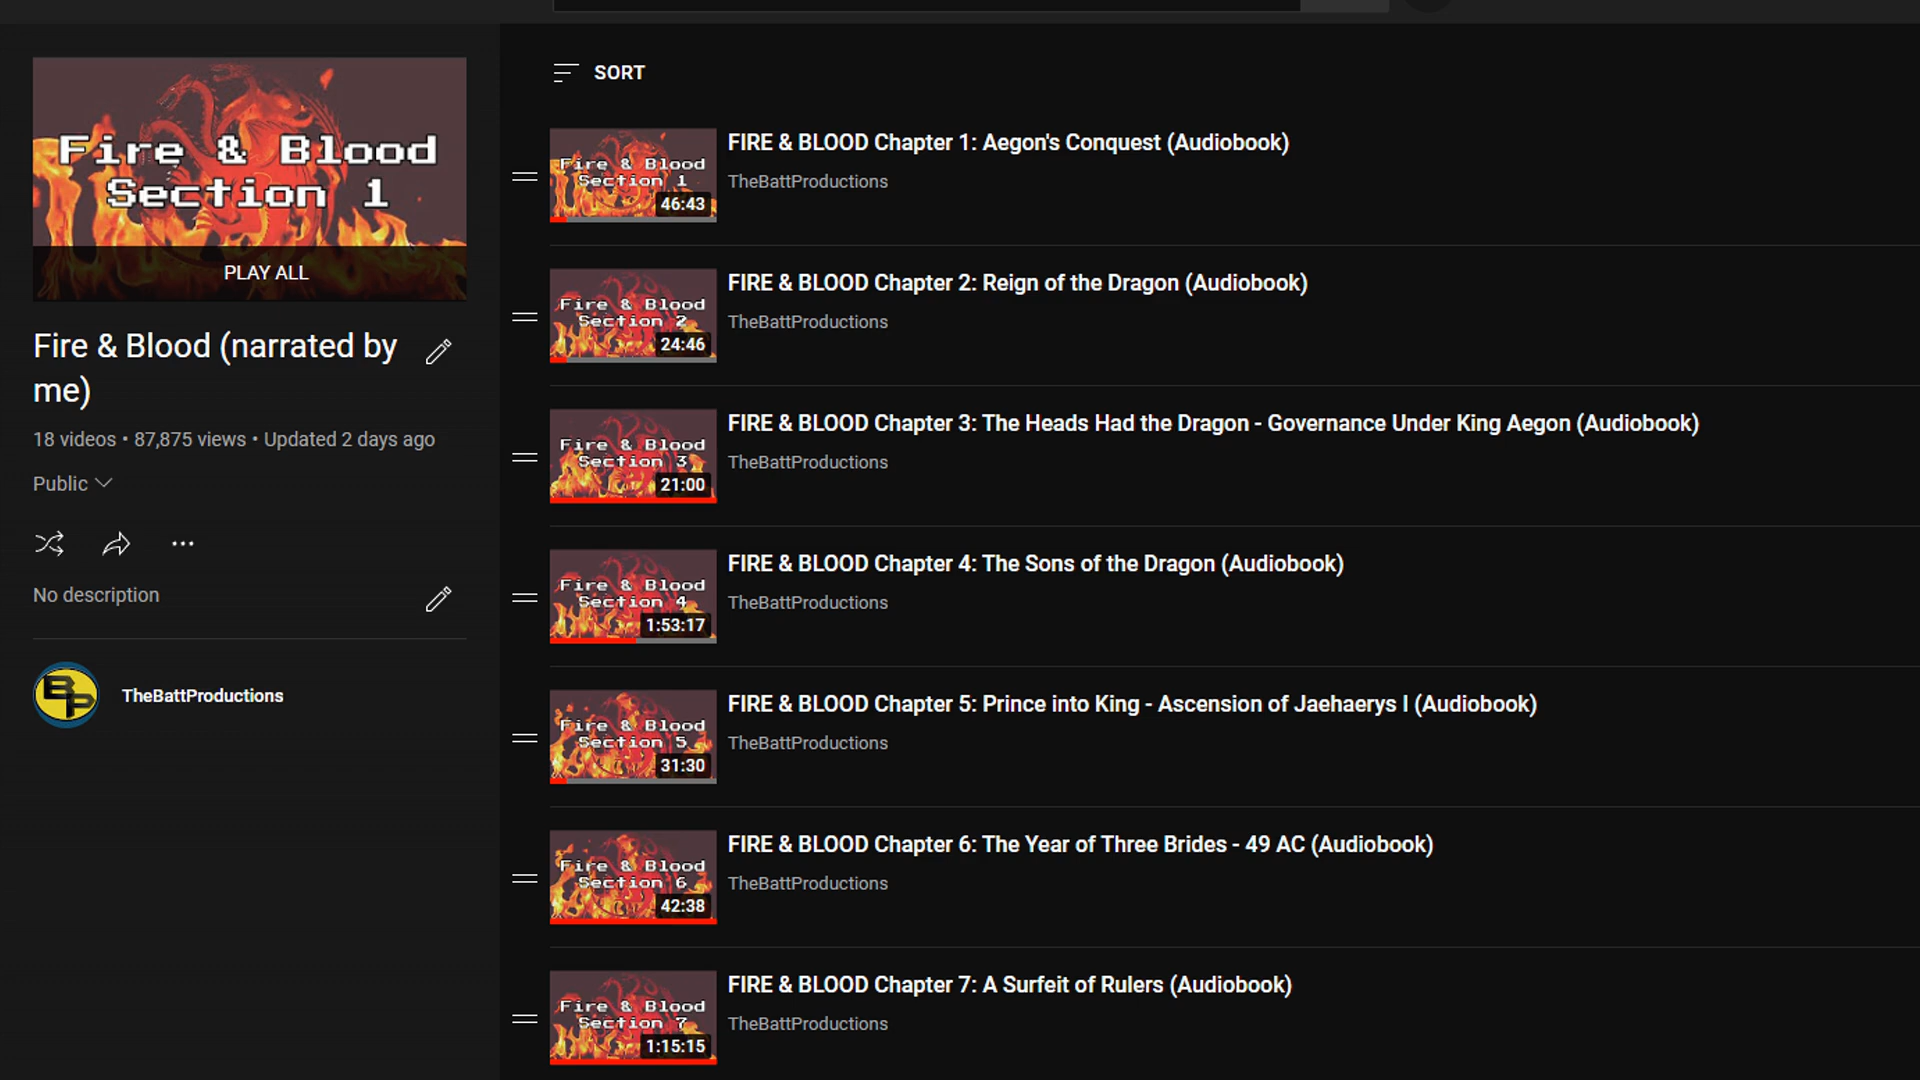 Fire & Blood
Section 1
PLAY ALL
Fire & Blood (narrated by
me)
18 videos • 87,875 views • Updated 2 days ago
Public
No description
BP
TheBattProductions
SORT
Fire & Blood
Section 1
46:43
FIRE & BLOOD Chapter 1: Aegon's Conquest (Audiobook)
TheBattProductions
Fire & Blood
Section 2
24:46
FIRE & BLOOD Chapter 2: Reign of the Dragon (Audiobook)
TheBattProductions
Fire & Blood
Section 3
21:00
FIRE & BLOOD Chapter 3: The Heads Had the Dragon - Governance Under King Aegon (Audiobook)
TheBattProductions
Fire & Blood
Section 4
1:53:17
FIRE & BLOOD Chapter 4: The Sons of the Dragon (Audiobook)
TheBattProductions
Fire & Blood
Section 5
31:30
FIRE & BLOOD Chapter 5: Prince into King - Ascension of Jaehaerys I (Audiobook)
TheBattProductions
Fire & Blood
Section 6
42:38
FIRE & BLOOD Chapter 6: The Year of Three Brides - 49 AC (Audiobook)
TheBattProductions
Fire & Blood
Section 7
1:15:15
FIRE & BLOOD Chapter 7: A Surfeit of Rulers (Audiobook)
TheBattProductions